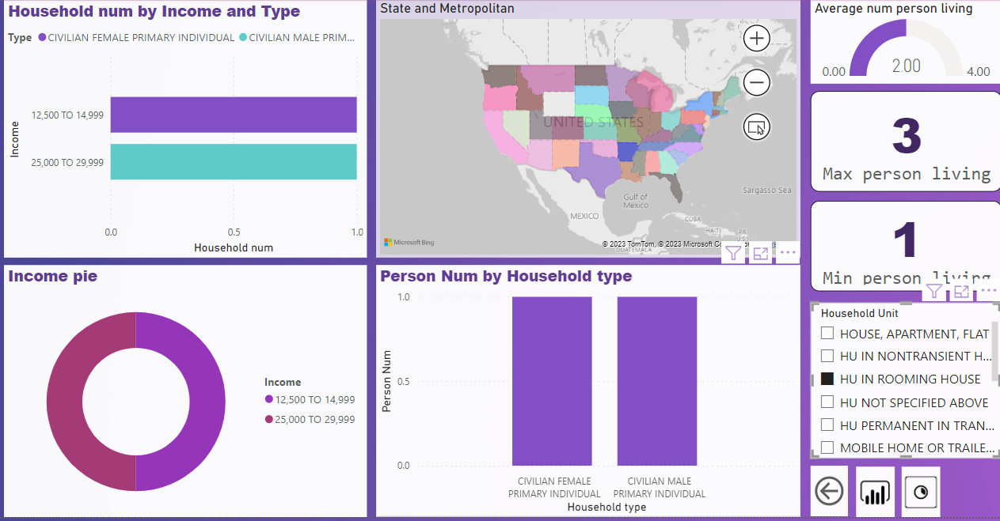 Household num by Income and Type
Type CIVILIAN FEMALE PRIMARY INDIVIDUAL CIVILIAN MALE PRIM...
Income
12,500 TO 14,999
25,000 TO 29,999
0.0 0.5 1.0
Household num
State and Metropolitan
UNITED STATES
Gulf of
Mexico
Sargasso Sea
MEXICO
CUBA
HAITI
PR
(U.S.)
GUATEMALA
Microsoft Bing
© 2023 TomTom, © 2023 Microsoft
Average num person living
2.00
0.00 4.00
3
Max person living
1
Min person living
Household Unit
HOUSE, APARTMENT, FLAT
HU IN NONTRANSIENT H...
HU IN ROOMING HOUSE
HU NOT SPECIFIED ABOVE
HU PERMANENT IN TRAN...
MOBILE HOME OR TRAILE...
Income pie
Income
12,500 TO 14,999
25,000 TO 29,999
Person Num by Household type
Person Num
1.0
0.5
0.0
CIVILIAN FEMALE
PRIMARY INDIVIDUAL
CIVILIAN MALE
PRIMARY INDIVIDUAL
Household type